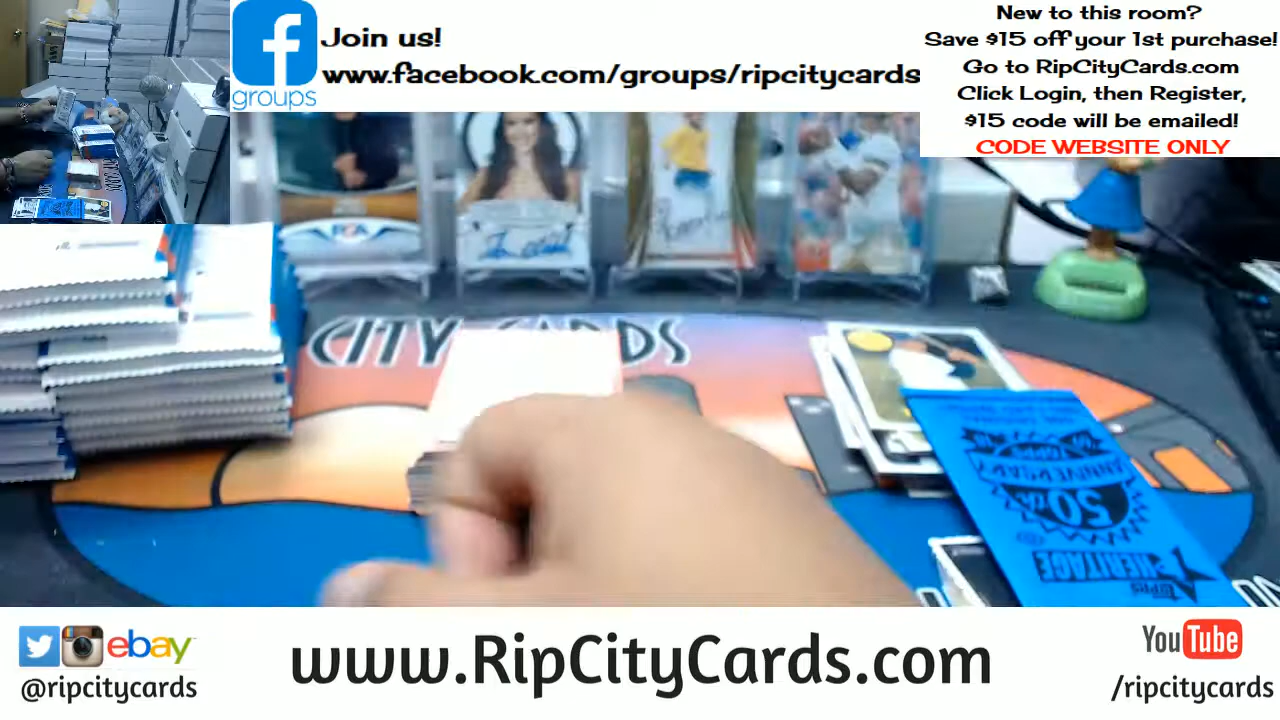 f
groups
Join us!
www.facebook.com/groups/ripcitycards
New to this room?
Save $15 off your 1st purchase!
Go to RipCityCards.com
Click Login, then Register,
$15 code will be emailed!
CODE WEBSITE ONLY
CITY CARDS
ANNIVERSARY
50TH
TOPPS
HERITAGE
ebay
@ripcitycards
www.RipCityCards.com
YouTube
/ripcitycards